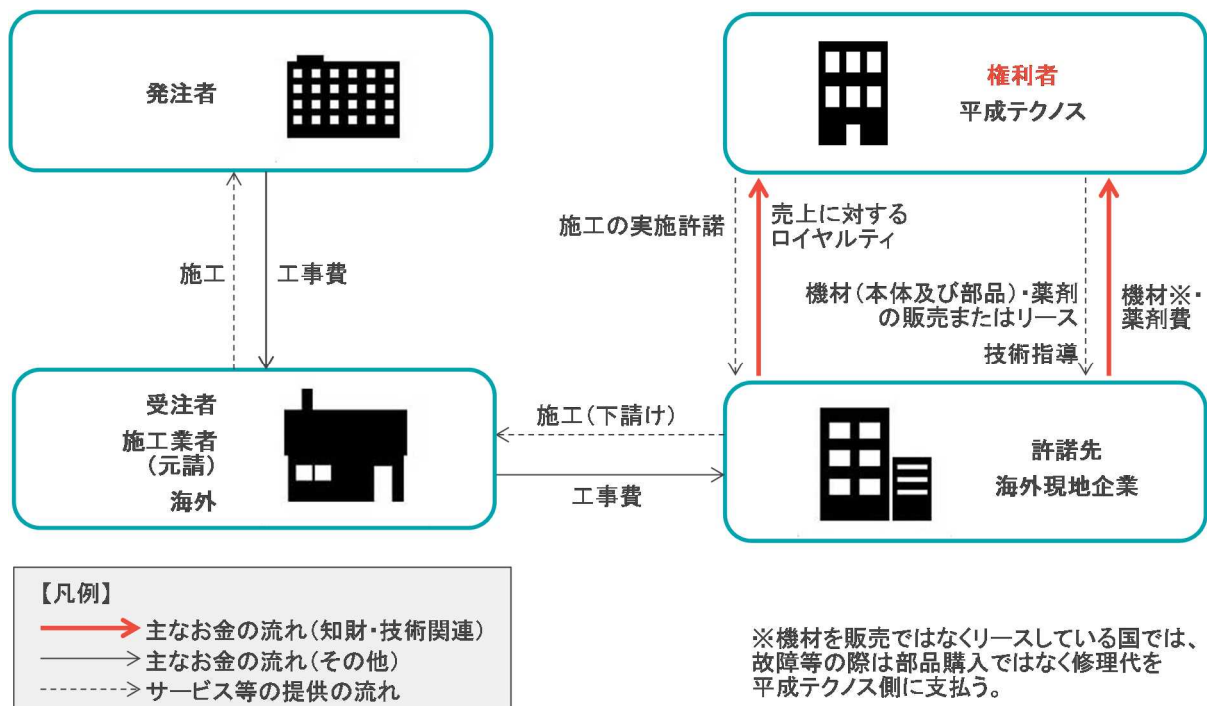 発注者
権利者
平成テクノス
施工の実施許諾
売上に対する
ロイヤルティ
施工
工事費
機材(本体及び部品)・薬剤
の販売またはリース
技術指導
機材※・
薬剤費
受注者
施工業者
(元請)
海外
施工(下請け)
工事費
許諾先
海外現地企業
【凡例】
主なお金の流れ(知財・技術関連)
主なお金の流れ(その他)
サービス等の提供の流れ
※機材を販売ではなくリースしている国では、
故障等の際は部品購入ではなく修理代を
平成テクノス側に支払う。